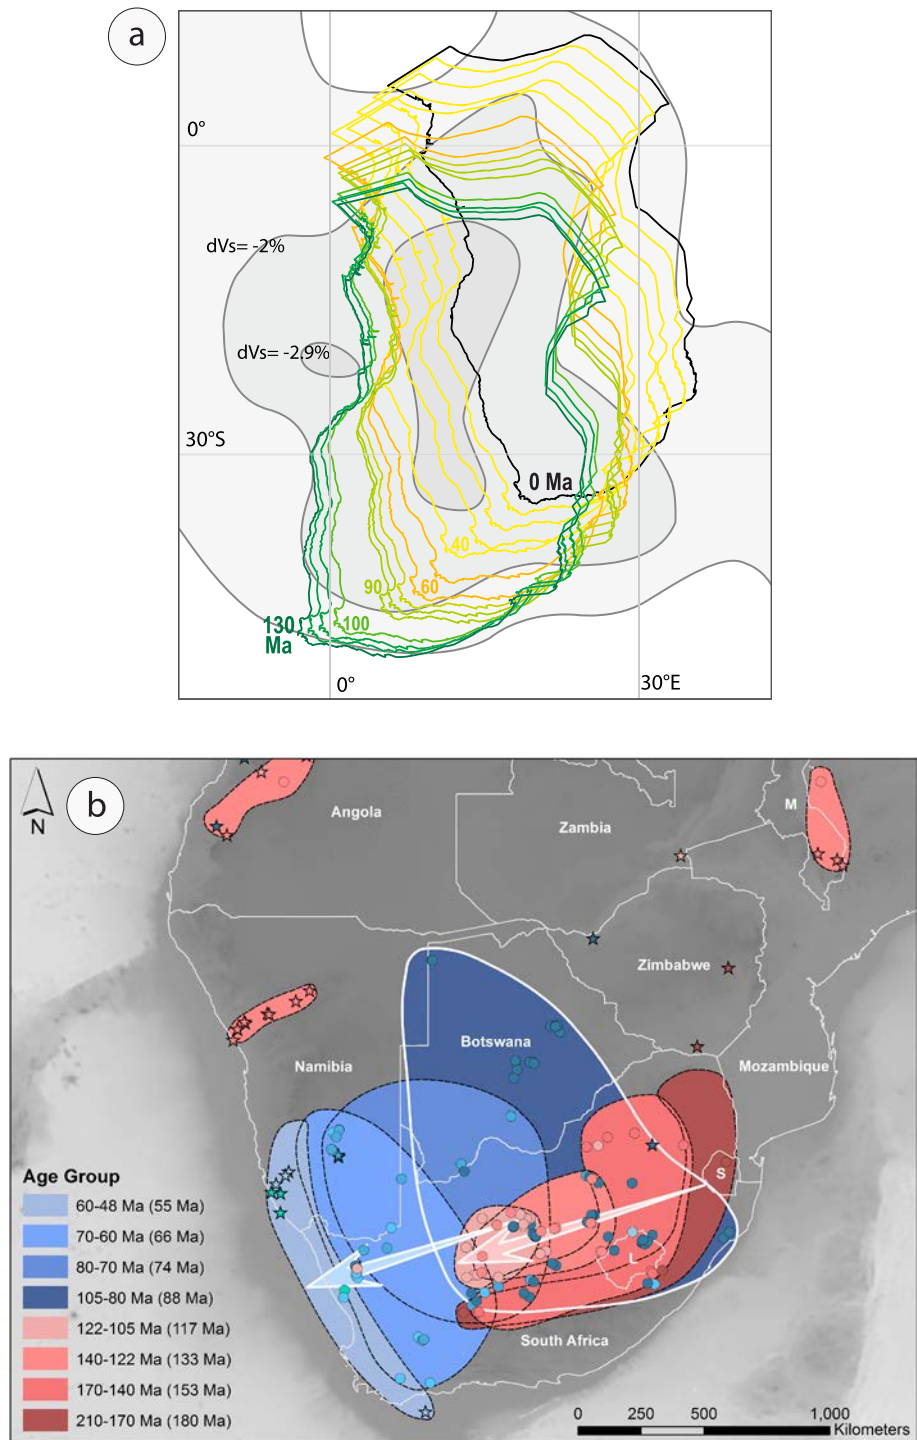 a
0°
dVs= -2%
dVs= -2.9%
30°S
0 Ma
40
90
60
130
Ma
100
0°
30°E
b
N
Angola
Zambia
M
Zimbabwe
Botswana
Namibia
Mozambique
S
L
South Africa
Age Group
60-48 Ma (55 Ma)
70-60 Ma (66 Ma)
80-70 Ma (74 Ma)
105-80 Ma (88 Ma)
122-105 Ma (117 Ma)
140-122 Ma (133 Ma)
170-140 Ma (153 Ma)
210-170 Ma (180 Ma)
0 250 500 1,000
Kilometers